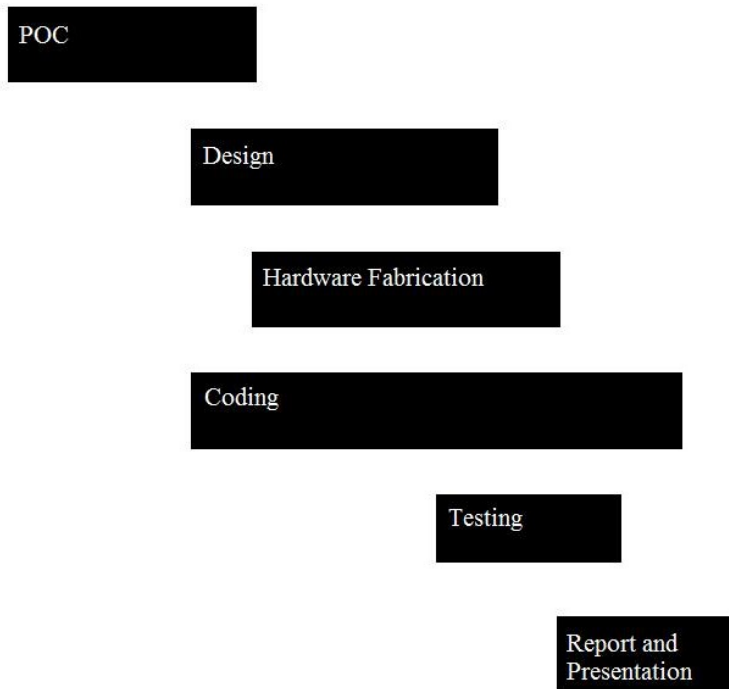 POC
Design
Hardware Fabrication
Coding
Testing
Report and
Presentation